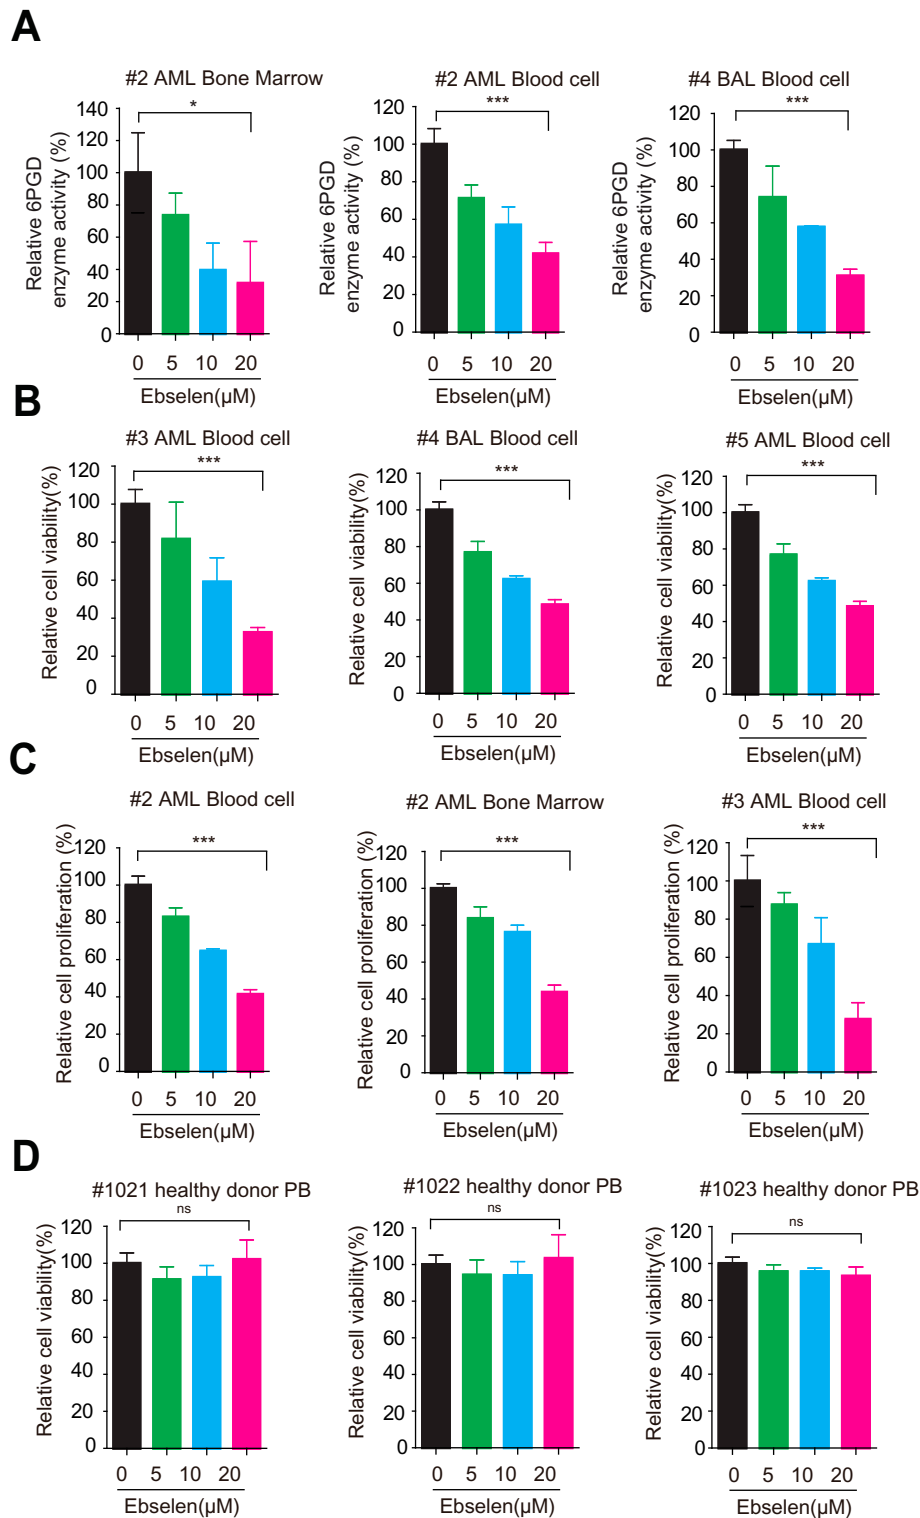 A
#2 AML Bone Marrow
Relative 6PGD
enzyme activity (%)
140
120
100
80
60
40
20
0
*
0 5 10 20
Ebselen(µM)
#2 AML Blood cell
Relative 6PGD
enzyme activity (%)
120
100
80
60
40
20
0
***
0 5 10 20
Ebselen(µM)
#4 BAL Blood cell
Relative 6PGD
enzyme activity (%)
120
100
80
60
40
20
0
***
0 5 10 20
Ebselen(µM)
B
#3 AML Blood cell
Relative cell viability(%)
120
100
80
60
40
20
0
***
0 5 10 20
Ebselen(µM)
#4 BAL Blood cell
Relative cell viability(%)
120
100
80
60
40
20
0
***
0 5 10 20
Ebselen(µM)
#5 AML Blood cell
Relative cell viability(%)
120
100
80
60
40
20
0
***
0 5 10 20
Ebselen(µM)
C
#2 AML Blood cell
Relative cell proliferation (%)
120
100
80
60
40
20
0
***
0 5 10 20
Ebselen(µM)
#2 AML Bone Marrow
Relative cell proliferation (%)
120
100
80
60
40
20
0
***
0 5 10 20
Ebselen(µM)
#3 AML Blood cell
Relative cell proliferation (%)
120
100
80
60
40
20
0
***
0 5 10 20
Ebselen(µM)
D
#1021 healthy donor PB
Relative cell viability(%)
120
100
80
60
40
20
0
ns
0 5 10 20
Ebselen(µM)
#1022 healthy donor PB
Relative cell viability(%)
120
100
80
60
40
20
0
ns
0 5 10 20
Ebselen(µM)
#1023 healthy donor PB
Relative cell viability(%)
120
100
80
60
40
20
0
ns
0 5 10 20
Ebselen(µM)